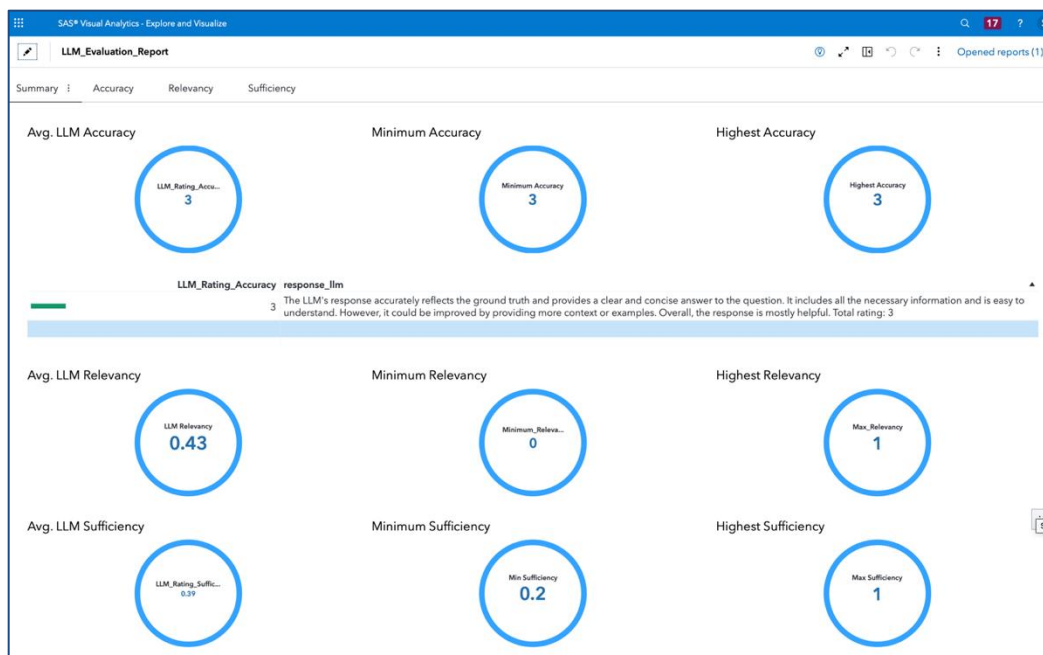 SAS® Visual Analytics - Explore and Visualize
17
?
LLM_Evaluation_Report
Opened reports (1)
Summary
Accuracy
Relevancy
Sufficiency
Avg. LLM Accuracy
Minimum Accuracy
Highest Accuracy
LLM_Rating_Accu...
3
Minimum Accuracy
3
Highest Accuracy
3
LLM_Rating_Accuracy response_llm
3 The LLM's response accurately reflects the ground truth and provides a clear and concise answer to the question. It includes all the necessary information and is easy to
understand. However, it could be improved by providing more context or examples. Overall, the response is mostly helpful. Total rating: 3
Avg. LLM Relevancy
Minimum Relevancy
Highest Relevancy
LLM Relevancy
0.43
Minimum_Releva...
0
Max_Relevancy
1
Avg. LLM Sufficiency
Minimum Sufficiency
Highest Sufficiency
LLM_Rating_Suffic...
0.39
Min Sufficiency
0.2
Max Sufficiency
1